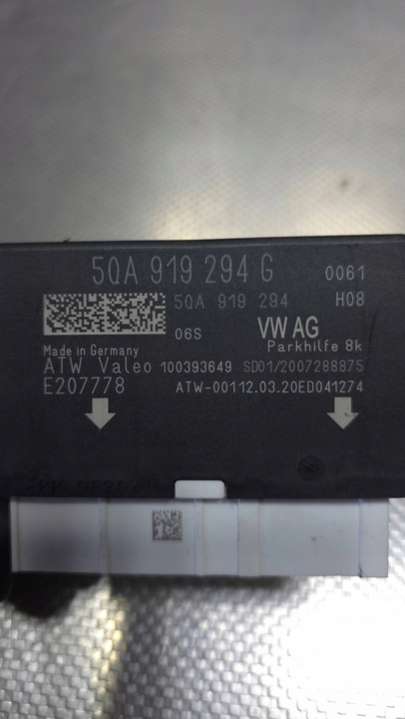 5QA 919 294 G 0061
5QA 919 294 H08
06S VW AG
Parkhilfe 8k
Made in Germany
ATW Valeo 100393649 SD01/2007288875
E207778 ATW-00112.03.20ED041274